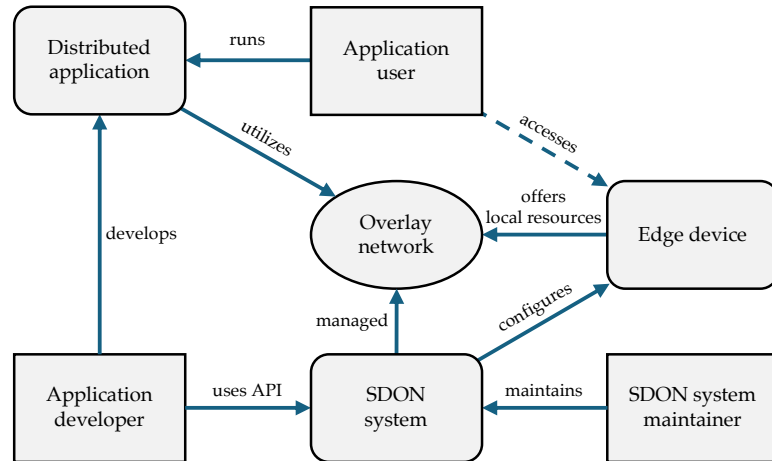 Distributed
application
runs
Application
user
utilizes
accesses
develops
Overlay
network
offers
local resources
Edge device
managed
configures
Application
developer
uses API
SDON
system
maintains
SDON system
maintainer